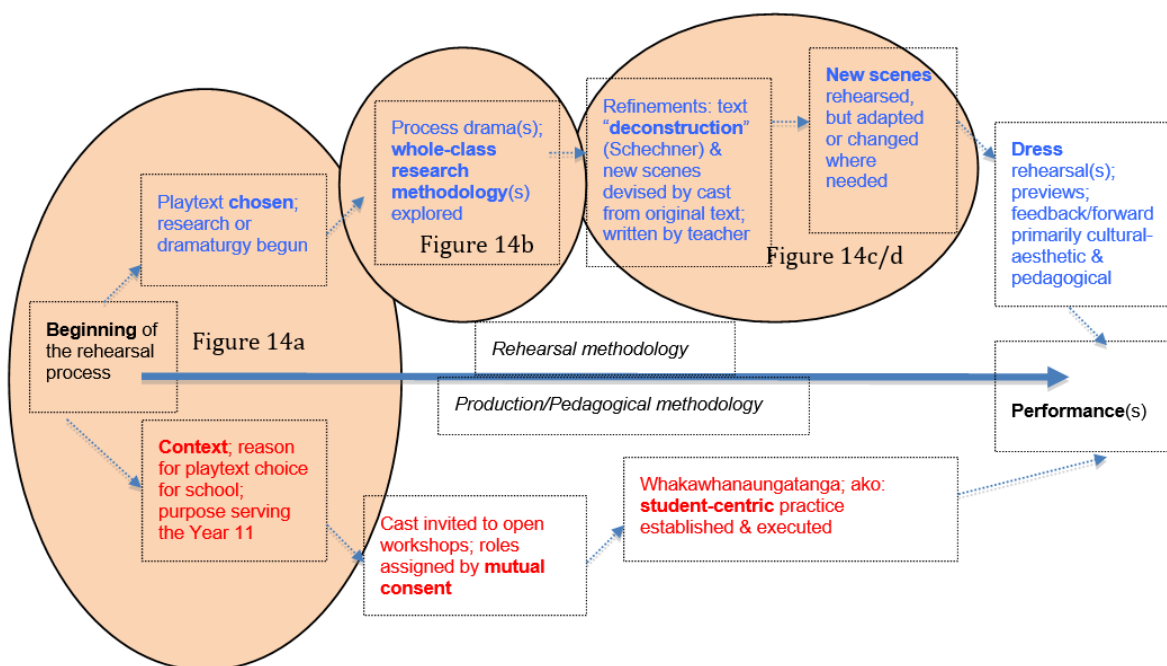 New scenes
rehearsed,
but adapted
or changed
where
needed
Refinements: text
“deconstruction”
(Schechner) &
new scenes
devised by cast
from original text;
written by teacher
Process drama(s);
whole-class
research
methodology(s)
explored
Dress
rehearsal(s);
previews;
feedback/forward
primarily cultural-
aesthetic &
pedagogical
Playtext chosen;
research or
dramaturgy begun
Figure 14b
Figure 14c/d
Beginning of
the rehearsal
process
Figure 14a
Rehearsal methodology
Production/Pedagogical methodology
Performance(s)
Context; reason
for playtext choice
for school;
purpose serving
the Year 11
Cast invited to open
workshops; roles
assigned by mutual
consent
Whakawhanaungatanga; ako:
student-centric practice
established & executed